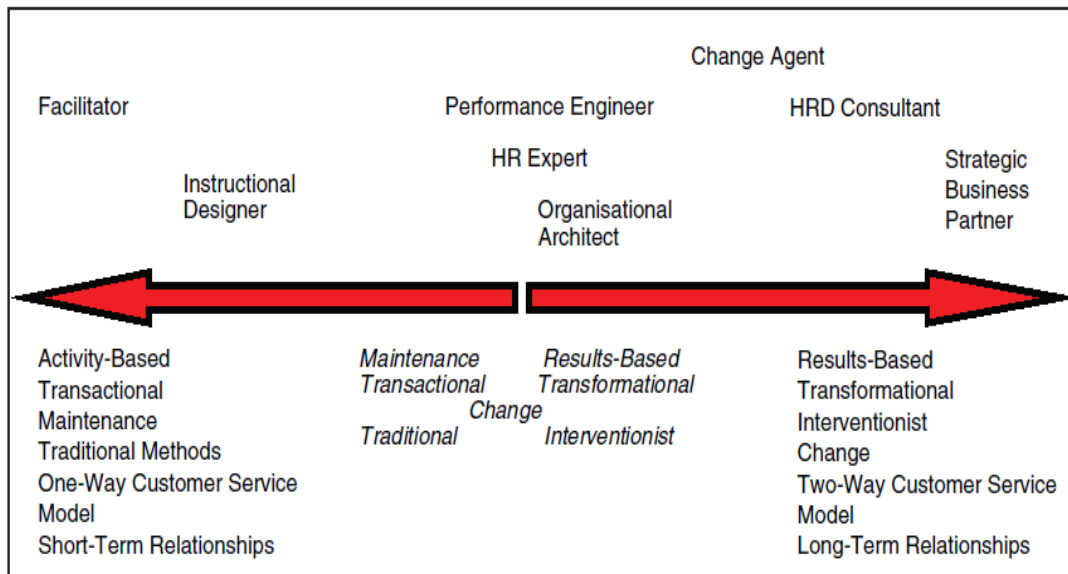 Change Agent
Facilitator
Performance Engineer
HRD Consultant
HR Expert
Strategic
Business
Partner
Instructional
Designer
Organisational
Architect
Activity-Based
Transactional
Maintenance
Traditional Methods
One-Way Customer Service
Model
Short-Term Relationships
Maintenance
Results-Based
Transactional
Transformational
Change
Traditional
Interventionist
Results-Based
Transformational
Interventionist
Change
Two-Way Customer Service
Model
Long-Term Relationships